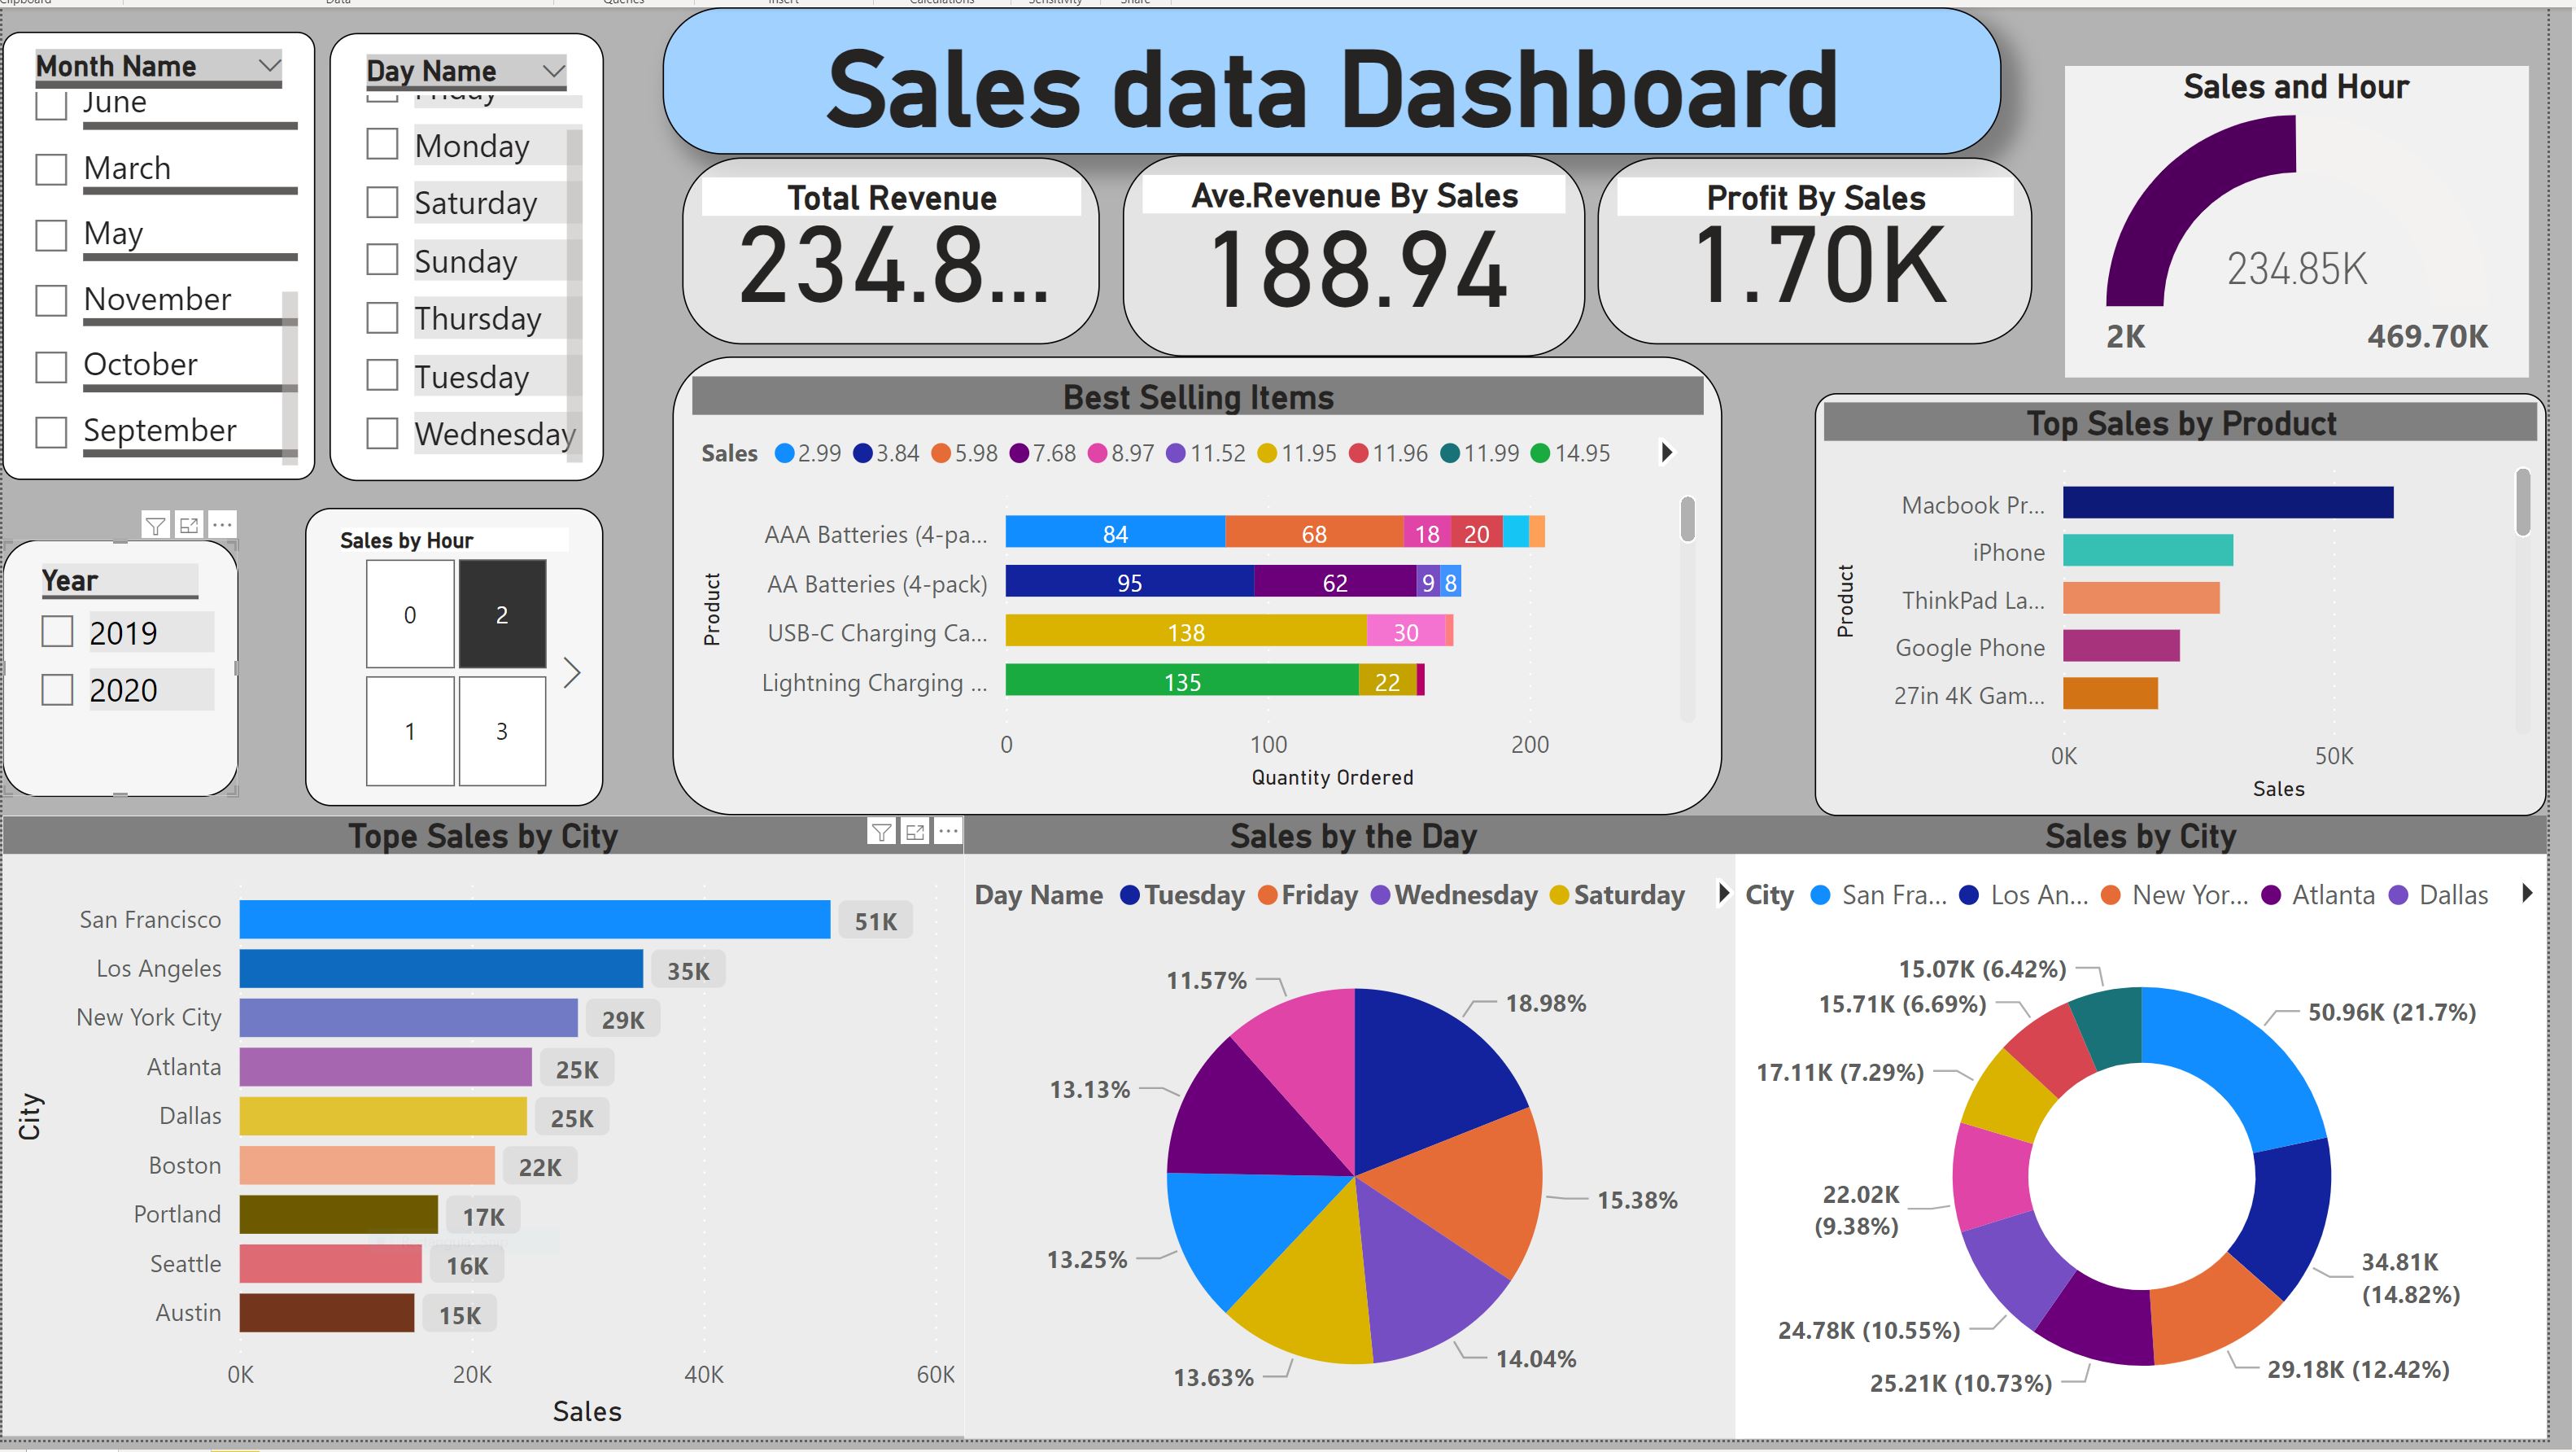 Clipboard
Data
Queries
Insert
Calculations
Sensitivity
Share
Sales data Dashboard
Month Name
June
March
May
November
October
September
Day Name
Friday
Monday
Saturday
Sunday
Thursday
Tuesday
Wednesday
Total Revenue
234.8...
Ave.Revenue By Sales
188.94
Profit By Sales
1.70K
Sales and Hour
234.85K
2K
469.70K
Year
2019
2020
Sales by Hour
0
2
1
3
Best Selling Items
Sales 2.99 3.84 5.98 7.68 8.97 11.52 11.95 11.96 11.99 14.95
Product
AAA Batteries (4-pa... 84 68 18 20
AA Batteries (4-pack) 95 62 9 8
USB-C Charging Ca... 138 30
Lightning Charging ... 135 22
0 100 200
Quantity Ordered
Top Sales by Product
Product
Macbook Pr...
iPhone
ThinkPad La...
Google Phone
27in 4K Gam...
0K 50K
Sales
Tope Sales by City
City
San Francisco 51K
Los Angeles 35K
New York City 29K
Atlanta 25K
Dallas 25K
Boston 22K
Portland 17K
Seattle 16K
Austin 15K
0K 20K 40K 60K
Sales
Sales by the Day
Day Name Tuesday Friday Wednesday Saturday
11.57%
18.98%
13.13%
15.38%
13.25%
14.04%
13.63%
Sales by City
City San Fra... Los An... New Yor... Atlanta Dallas
15.07K (6.42%)
15.71K (6.69%)
50.96K (21.7%)
17.11K (7.29%)
22.02K
(9.38%)
34.81K
(14.82%)
24.78K (10.55%)
29.18K (12.42%)
25.21K (10.73%)